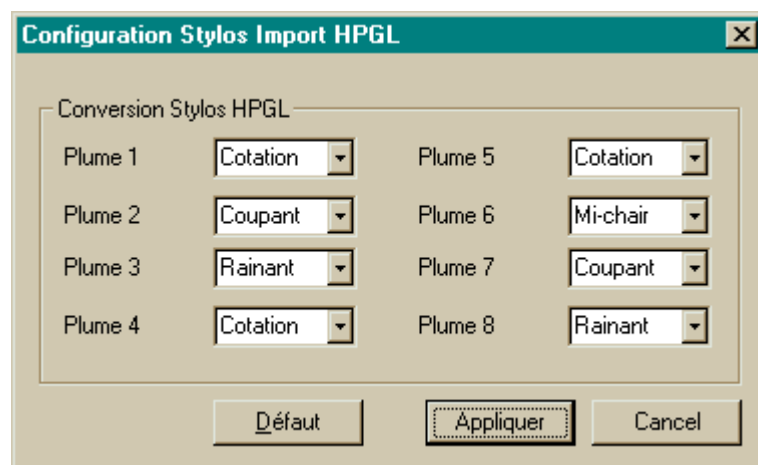 Configuration Stylos Import HPGL
Conversion Stylos HPGL
Plume 1 Cotation Plume 5 Cotation
Plume 2 Coupant Plume 6 Mi-chair
Plume 3 Rainant Plume 7 Coupant
Plume 4 Cotation Plume 8 Rainant
Défaut Appliquer Cancel